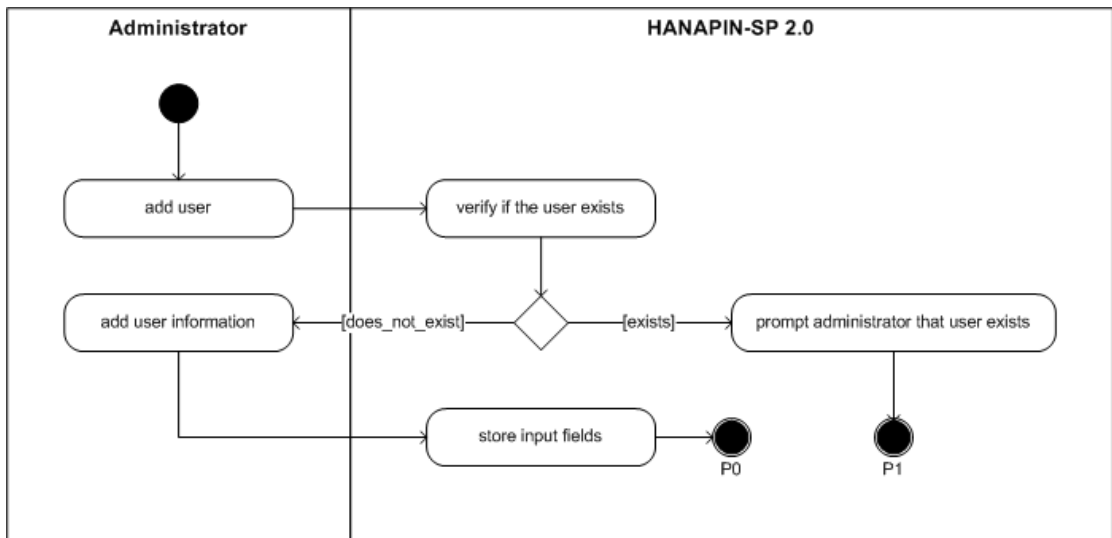 Administrator
HANAPIN-SP 2.0
add user
verify if the user exists
add user information
[does_not_exist]
[exists]
prompt administrator that user exists
store input fields
P0
P1